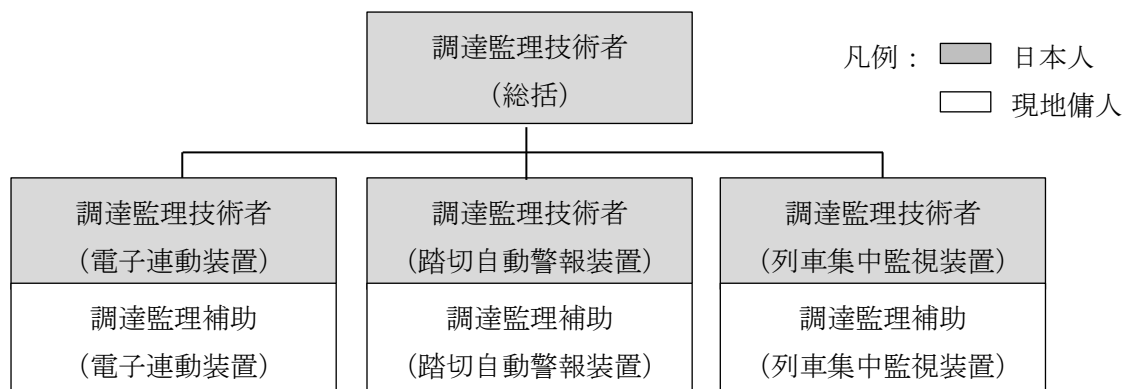 調達監理技術者
(総括)
凡例： 日本人
現地傭人
調達監理技術者
(電子連動装置)
調達監理技術者
(踏切自動警報装置)
調達監理技術者
(列車集中監視装置)
調達監理補助
(電子連動装置)
調達監理補助
(踏切自動警報装置)
調達監理補助
(列車集中監視装置)